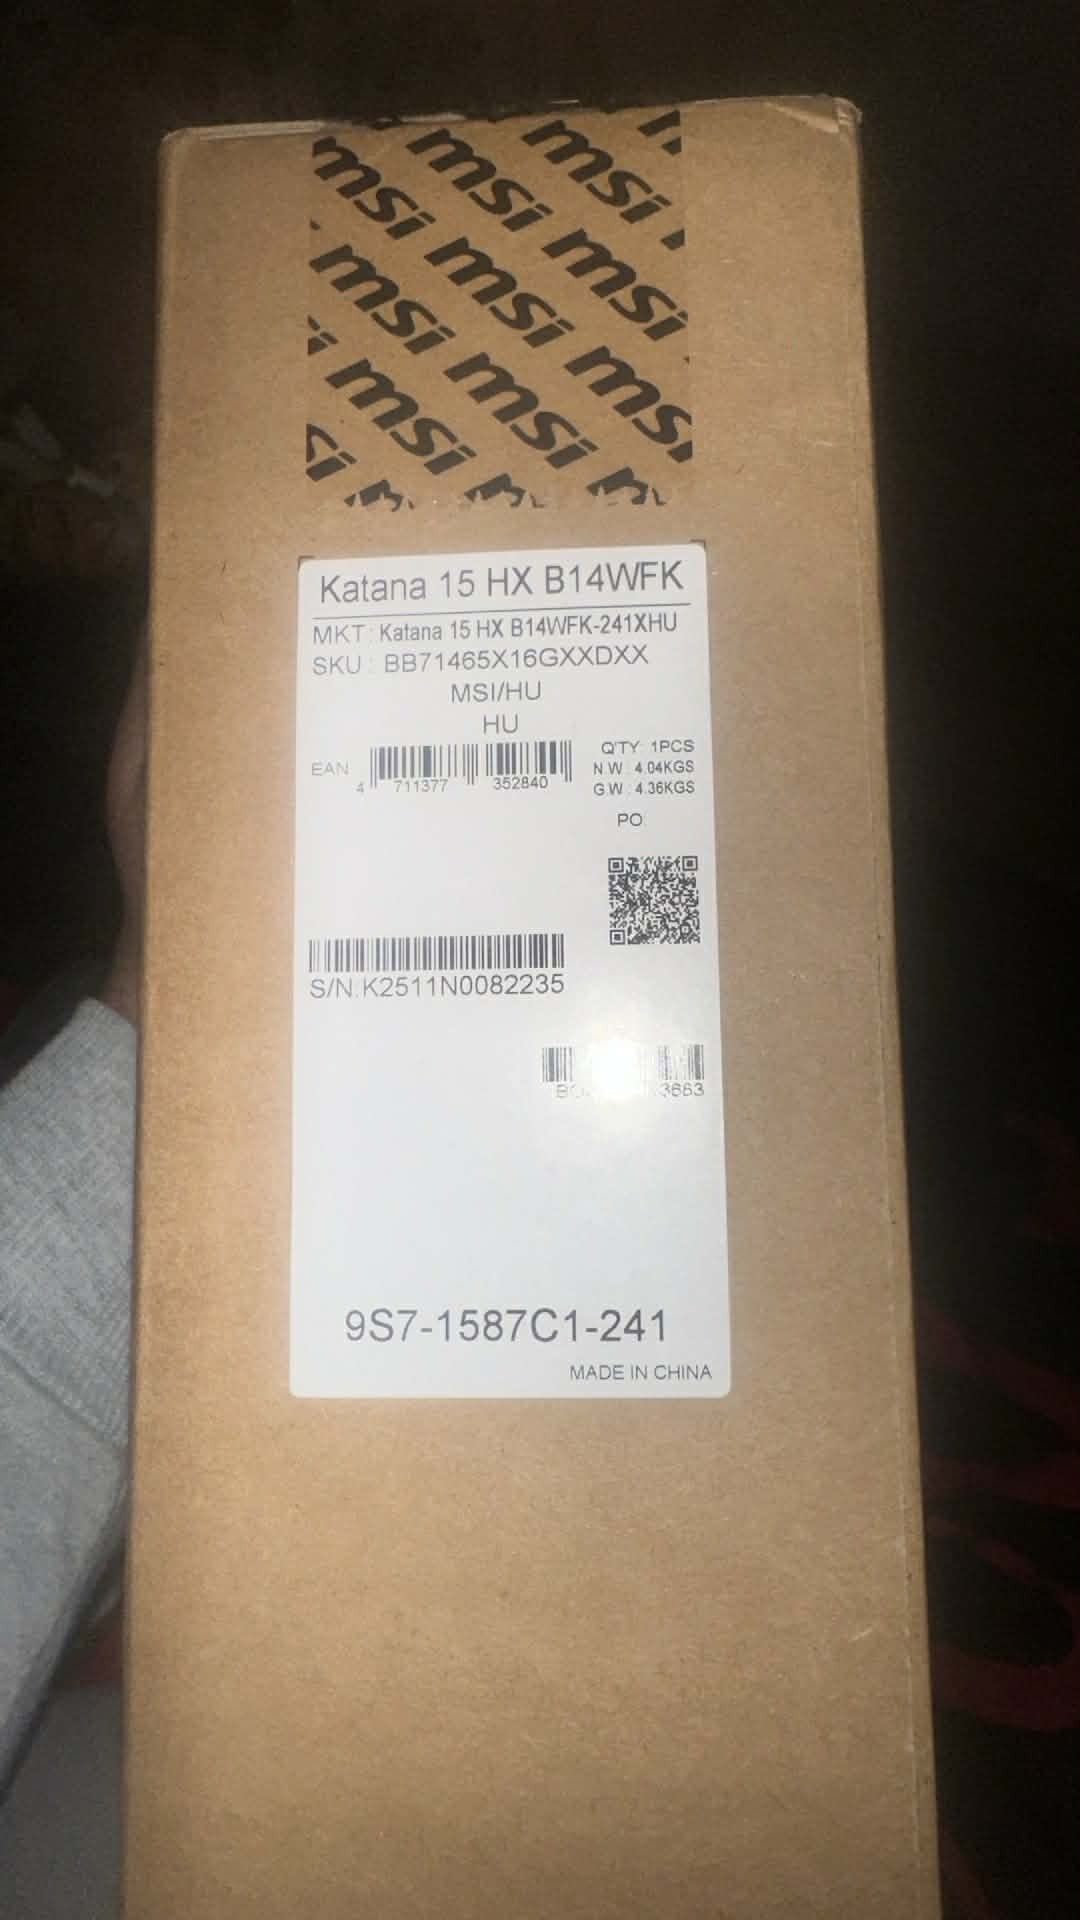 msi msi msi
msi msi msi
msi msi msi
si
Katana 15 HX B14WFK
MKT: Katana 15 HX B14WFK-241XHU
SKU: BB71465X16GXXDXX
MSI/HU
HU
EAN
4 711377 352840
Q'TY: 1PCS
N.W: 4.04KGS
G.W: 4.36KGS
PO:
S/N:K2511N0082235
3663
9S7-1587C1-241
MADE IN CHINA